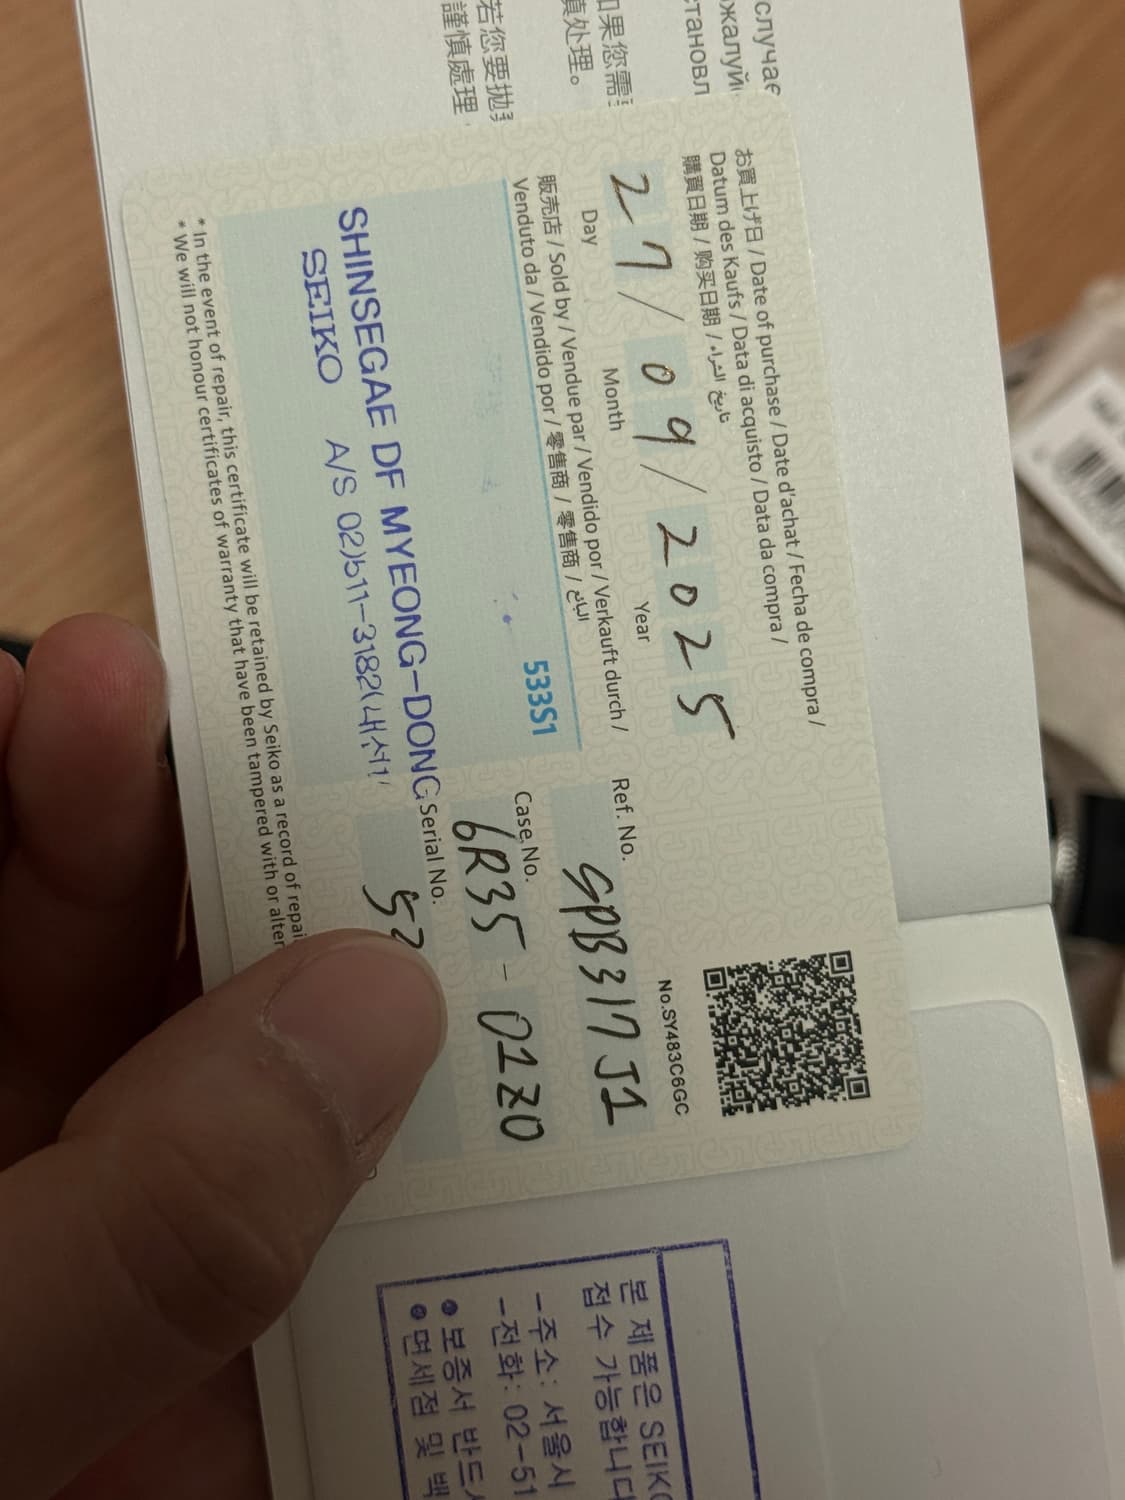 случае
ожалуй
становл
如果您需
慎处理。
若您要拋
謹慎處理
お買上げ日 / Date of purchase / Date d'achat / Fecha de compra /
Datum des Kaufs / Data di acquisto / Data da compra /
購買日期 / 购买日期 / تاريخ الشراء
27 / 09 / 2025
Day Month Year
販売店 / Sold by / Vendue par / Vendido por / Verkauft durch /
Venduto da / Vendido por / 零售商 / 零售商 / البائع
533S1
SHINSEGAE DF MYEONG-DONG
SEIKO A/S 02)511-3182(내선1
No.SY483C6GC
Ref. No.
SPB317J1
Case No.
6R35-01Z0
Serial No.
52
* In the event of repair, this certificate will be retained by Seiko as a record of repai
* We will not honour certificates of warranty that have been tampered with or alter
본 제품은 SEIKO
접수 가능합니다
-주소: 서울시
-전화: 02-51
보증서 반드시
면세점 및 백